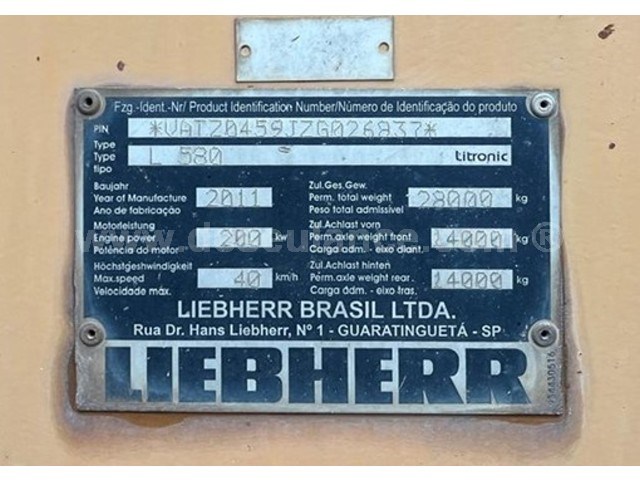 Fzg.-Ident.-Nr/ Product Identification Number/Número de Identificação do produto
PIN *VATZ0459JZG026837*
Type
Type L 580 Litronic
tipo
Baujahr
Year of Manufacture 2011
Ano de fabricação
Zul.Ges.Gew.
Perm. total weight 28000 kg
Peso total admissível
Motorleistung
Engine power 200 kw
Potência do motor
Zul.Achlast vorn
Perm.axle weight front 14000 kg
Carga adm. - eixo diant.
Höchstgeshwindigkeit
Max.speed 40 km/h
Velocidade máx.
Zul.Achlast hinten
Perm.axle weight rear 14000 kg
Carga adm. - eixo tras.
LIEBHERR BRASIL LTDA.
Rua Dr. Hans Liebherr, Nº 1 - GUARATINGUETÁ - SP
LIEBHERR